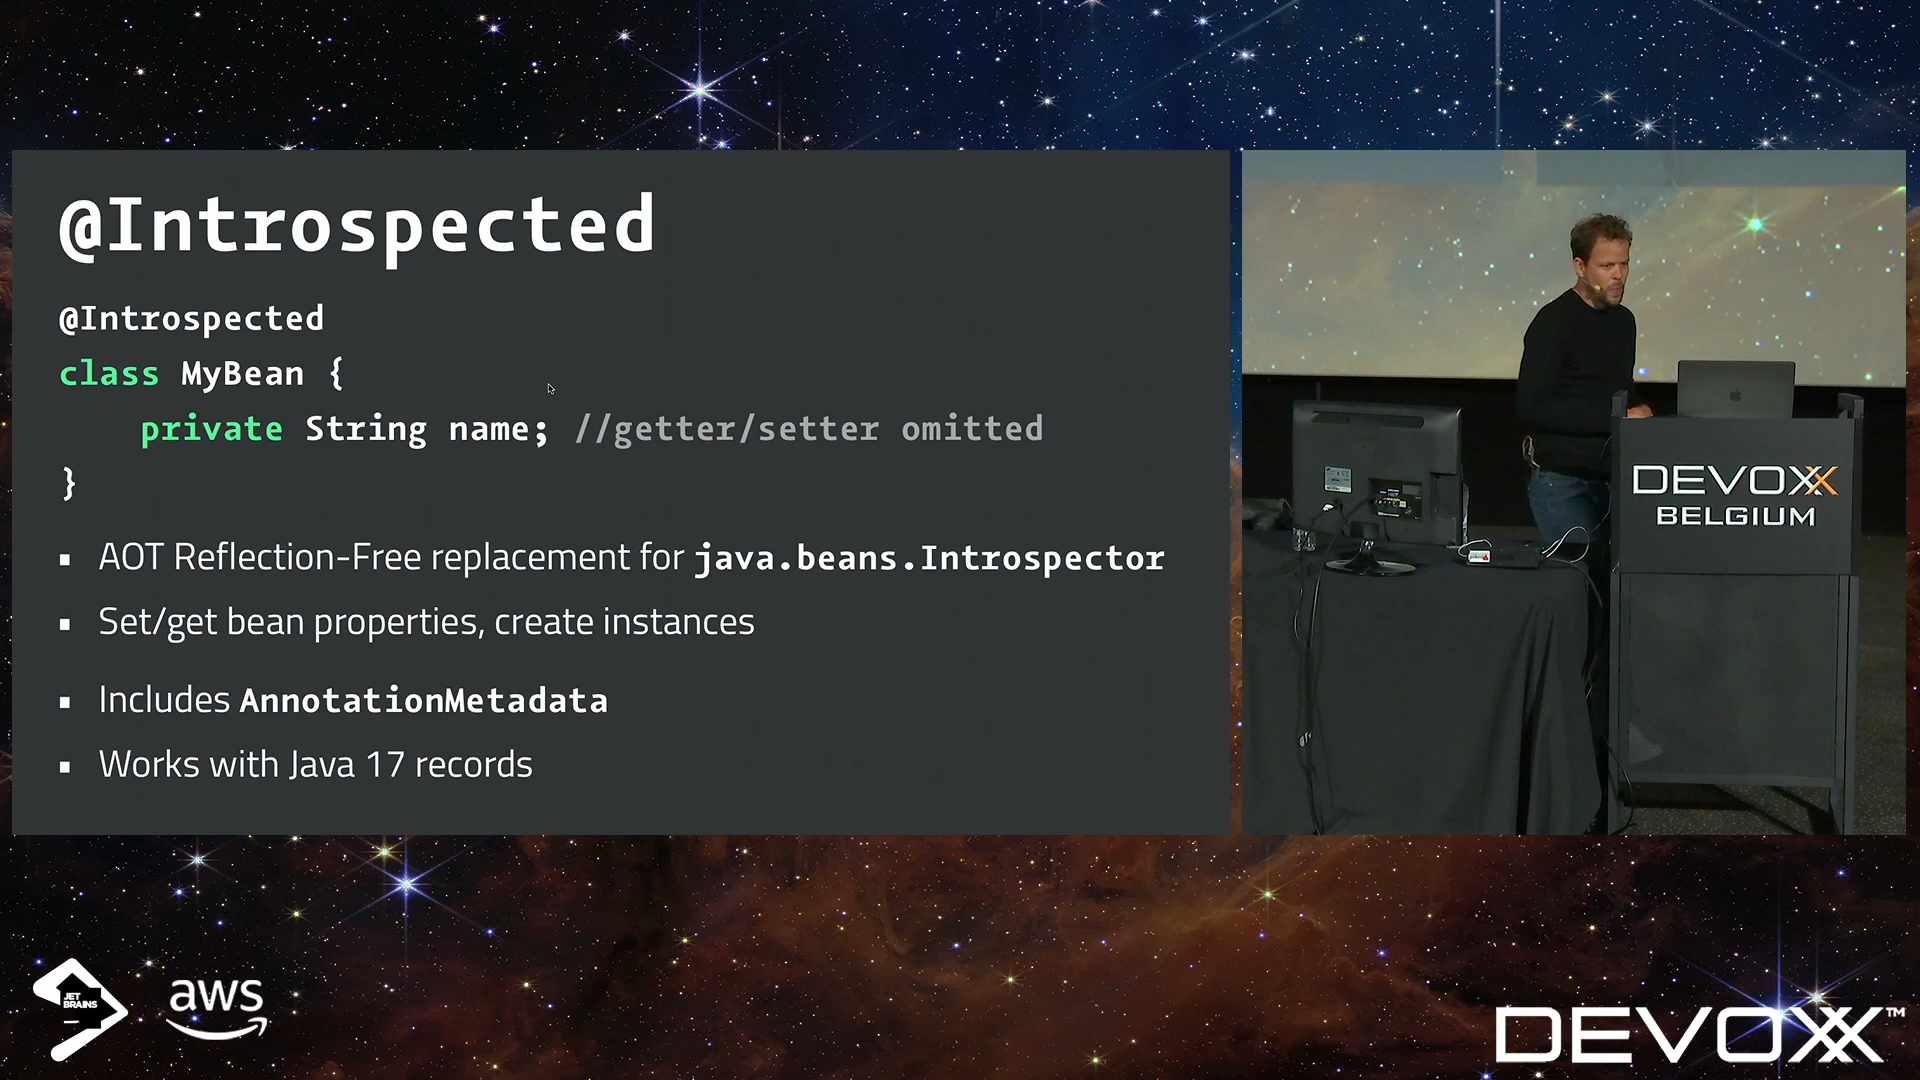 @Introspected
@Introspected
class MyBean {
private String name; //getter/setter omitted
}
▪ AOT Reflection-Free replacement for java.beans.Introspector
▪ Set/get bean properties, create instances
▪ Includes AnnotationMetadata
▪ Works with Java 17 records
DEVOXX
BELGIUM
JET
BRAINS
aws
DEVOXX™